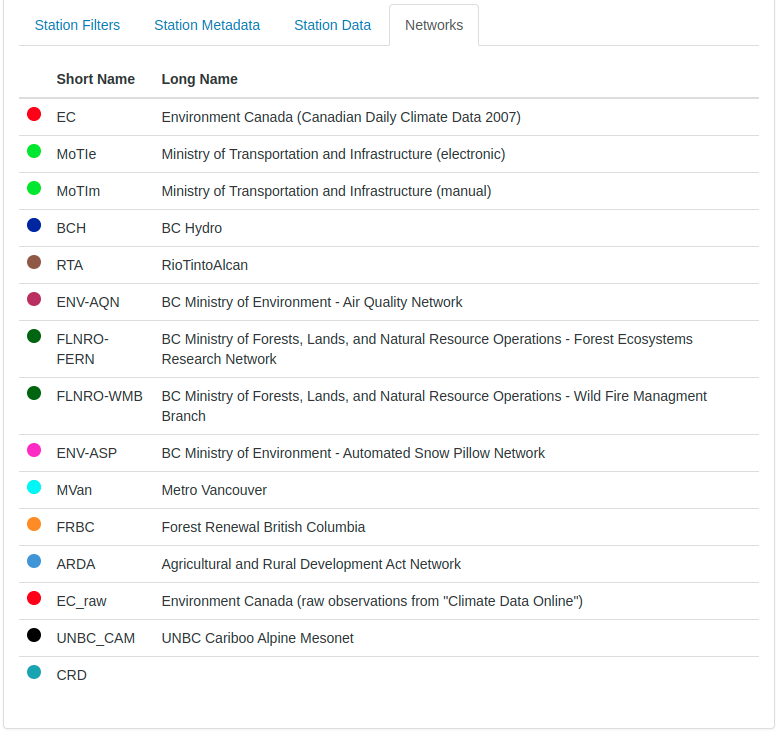 Station Filters Station Metadata Station Data Networks
Short Name Long Name
EC Environment Canada (Canadian Daily Climate Data 2007)
MoTIe Ministry of Transportation and Infrastructure (electronic)
MoTIm Ministry of Transportation and Infrastructure (manual)
BCH BC Hydro
RTA RioTintoAlcan
ENV-AQN BC Ministry of Environment - Air Quality Network
FLNRO- BC Ministry of Forests, Lands, and Natural Resource Operations - Forest Ecosystems
FERN Research Network
FLNRO-WMB BC Ministry of Forests, Lands, and Natural Resource Operations - Wild Fire Managment
Branch
ENV-ASP BC Ministry of Environment - Automated Snow Pillow Network
MVan Metro Vancouver
FRBC Forest Renewal British Columbia
ARDA Agricultural and Rural Development Act Network
EC_raw Environment Canada (raw observations from "Climate Data Online")
UNBC_CAM UNBC Cariboo Alpine Mesonet
CRD